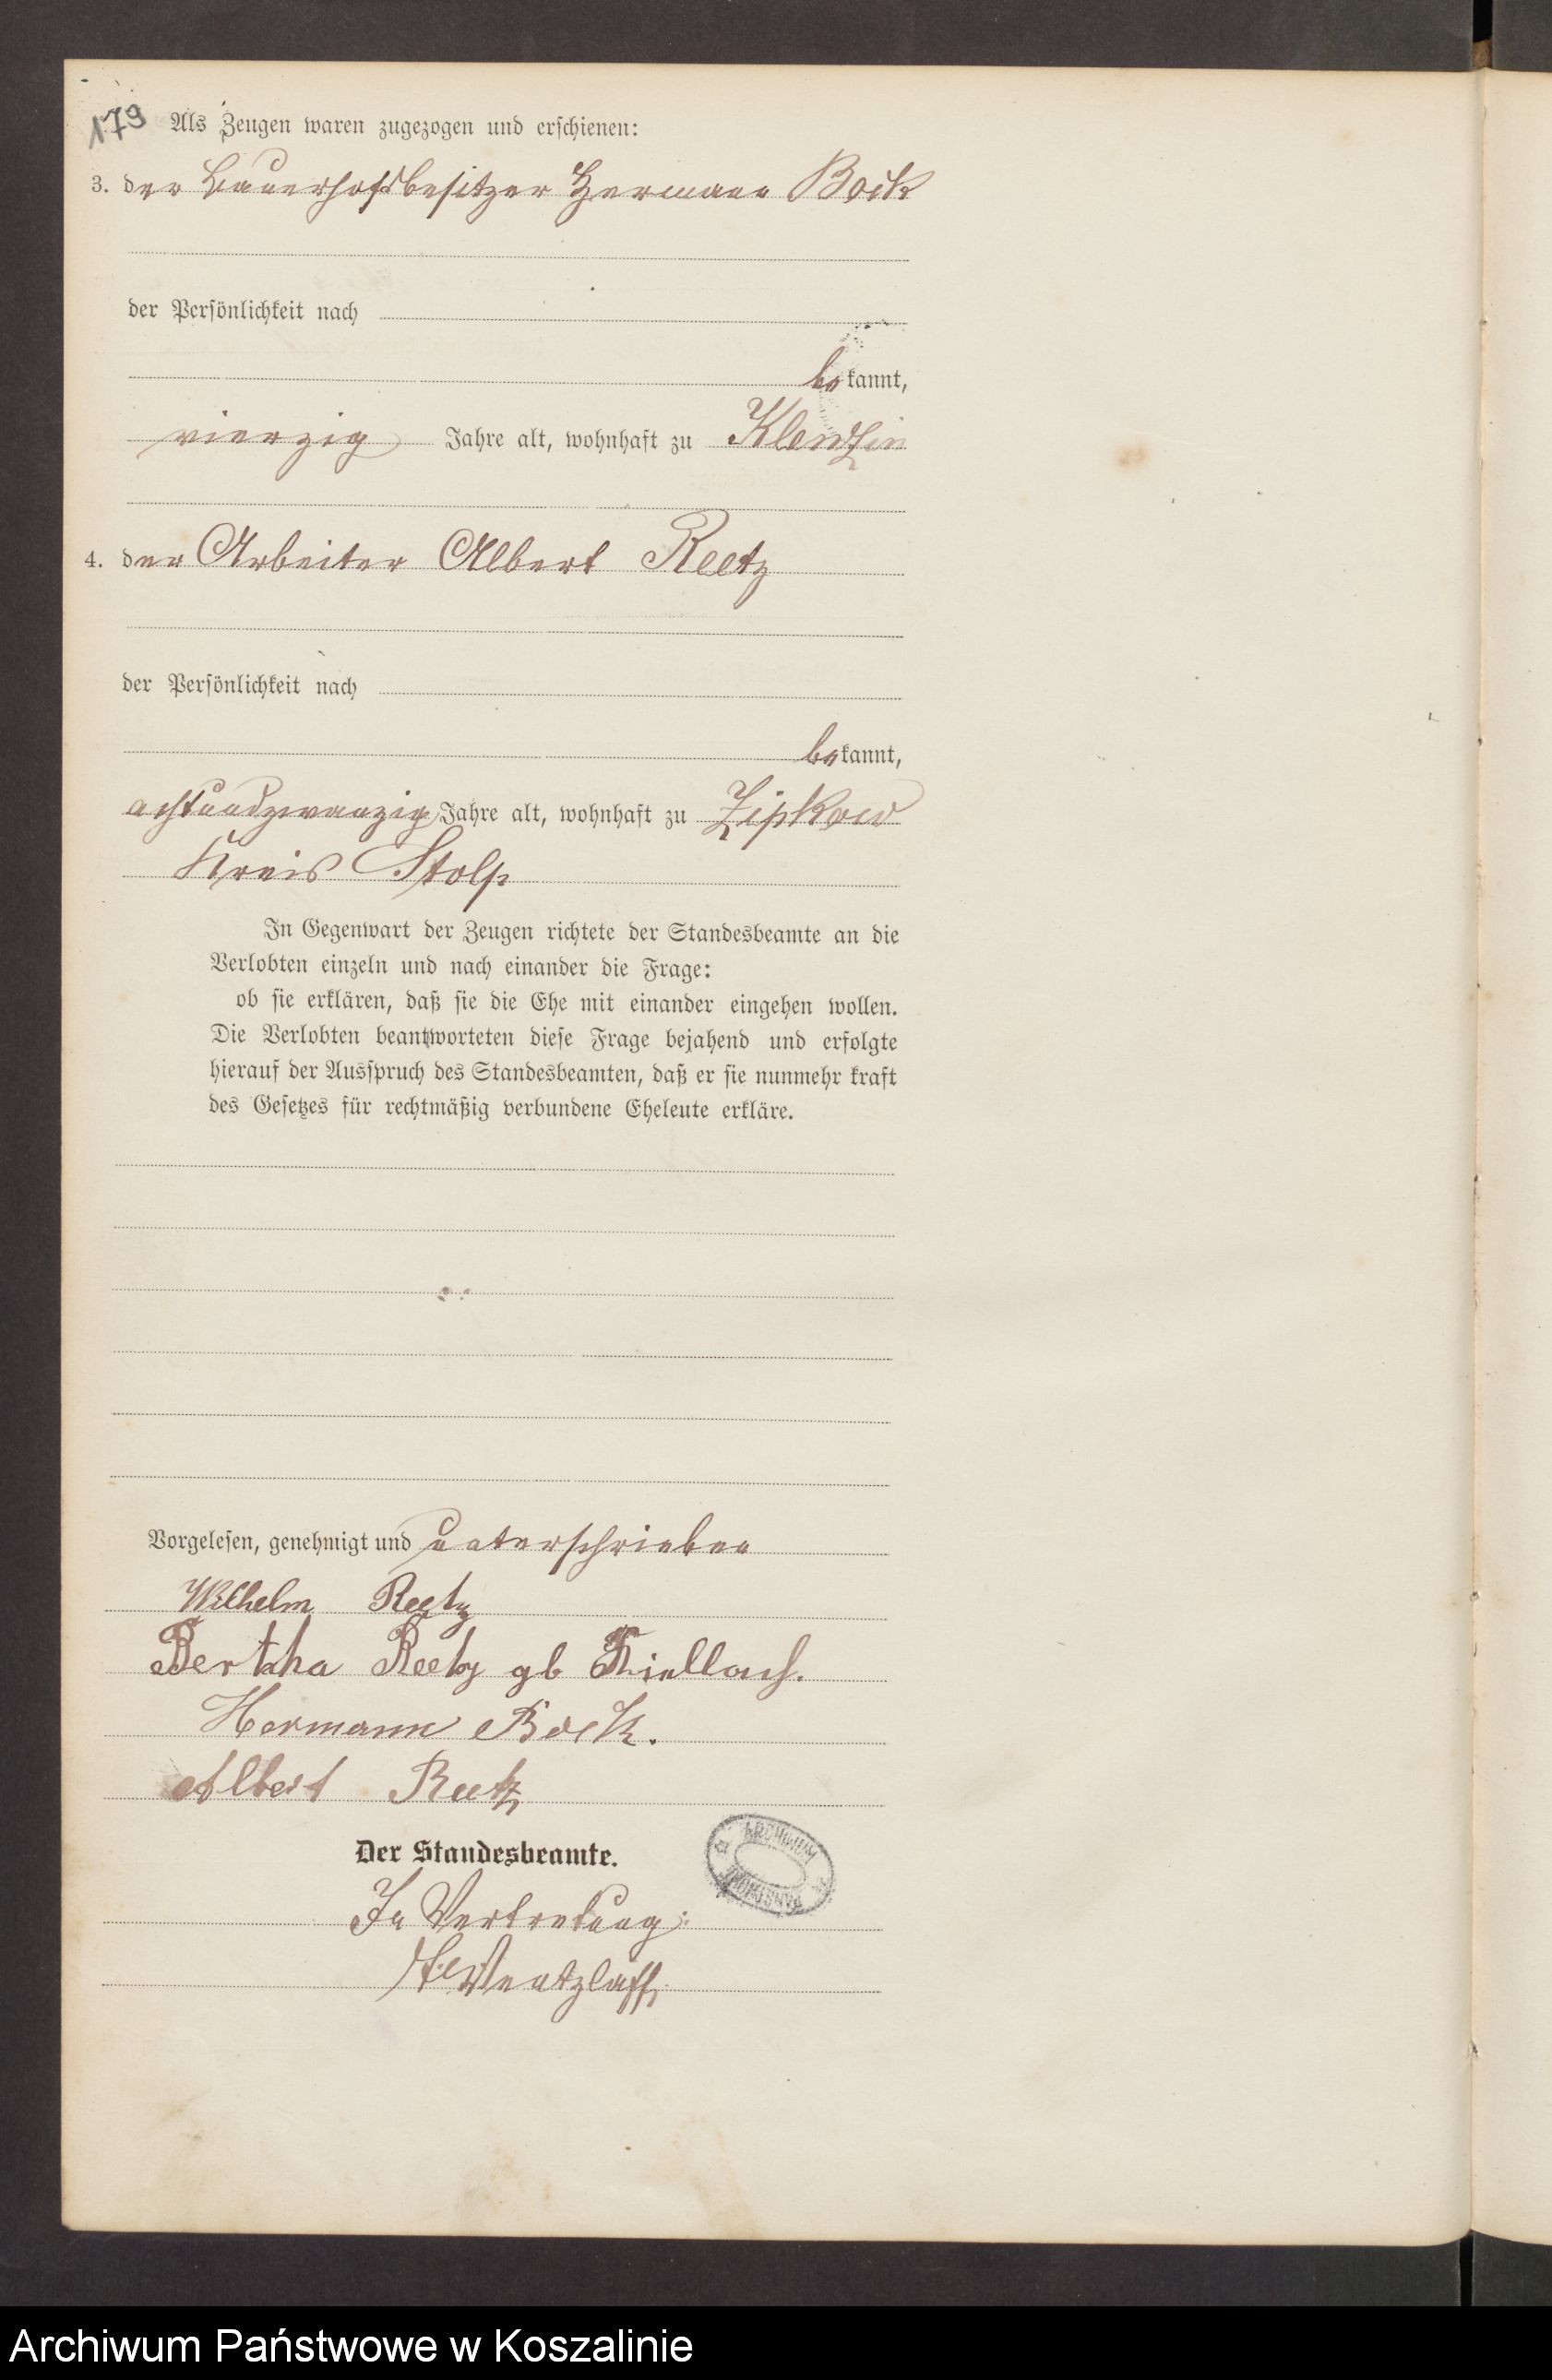 179 Als Zeugen waren zugezogen und erschienen:
3. der Bauerhofsbesitzer Hermann Bock
der Persönlichkeit nach
bekannt,
vierzig Jahre alt, wohnhaft zu Klenzin
4. der Arbeiter Albert Reetz
der Persönlichkeit nach
bekannt,
achtundzwanzig Jahre alt, wohnhaft zu Zipkow
Kreis Stolp
In Gegenwart der Zeugen richtete der Standesbeamte an die
Verlobten einzeln und nach einander die Frage:
ob sie erklären, daß sie die Ehe mit einander eingehen wollen.
Die Verlobten beantworteten diese Frage bejahend und erfolgte
hierauf der Ausspruch des Standesbeamten, daß er sie nunmehr kraft
des Gesetzes für rechtmäßig verbundene Eheleute erkläre.
Vorgelesen, genehmigt und unterschrieben
Wilhelm Reetz
Bertha Reetz gb
Hermann Bock.
Albert Reetz
Der Standesbeamte.
ARCHIWUM
In Vertretung:
Wentzlaff
Archiwum Państwowe w Koszalinie